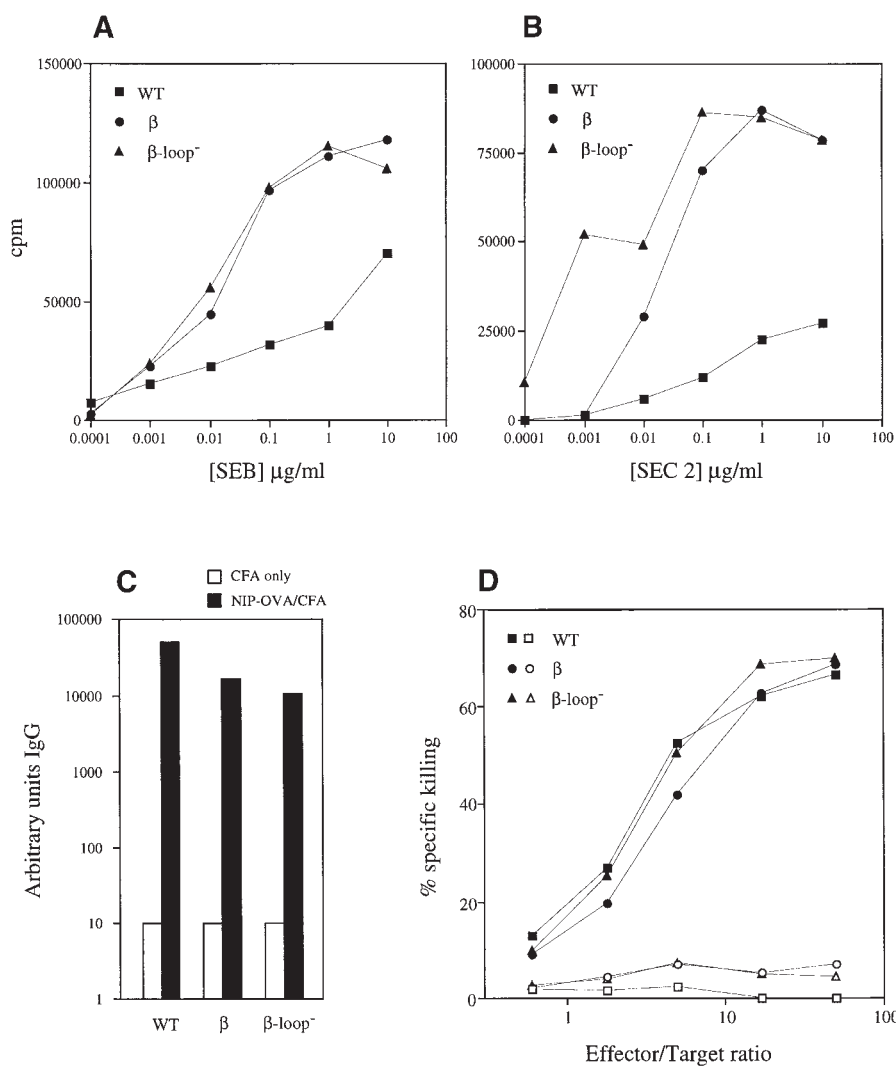 A
150000
WT
β
β-loop⁻
100000
cpm
50000
0
0.0001 0.001 0.01 0.1 1 10 100
[SEB] μg/ml
B
100000
WT
β
β-loop⁻
75000
50000
25000
0
0.0001 0.001 0.01 0.1 1 10 100
[SEC 2] μg/ml
C
CFA only
NIP-OVA/CFA
100000
10000
1000
100
10
1
Arbitrary units IgG
WT β β-loop⁻
D
80
WT
β
β-loop⁻
60
40
20
0
% specific killing
1 10 100
Effector/Target ratio